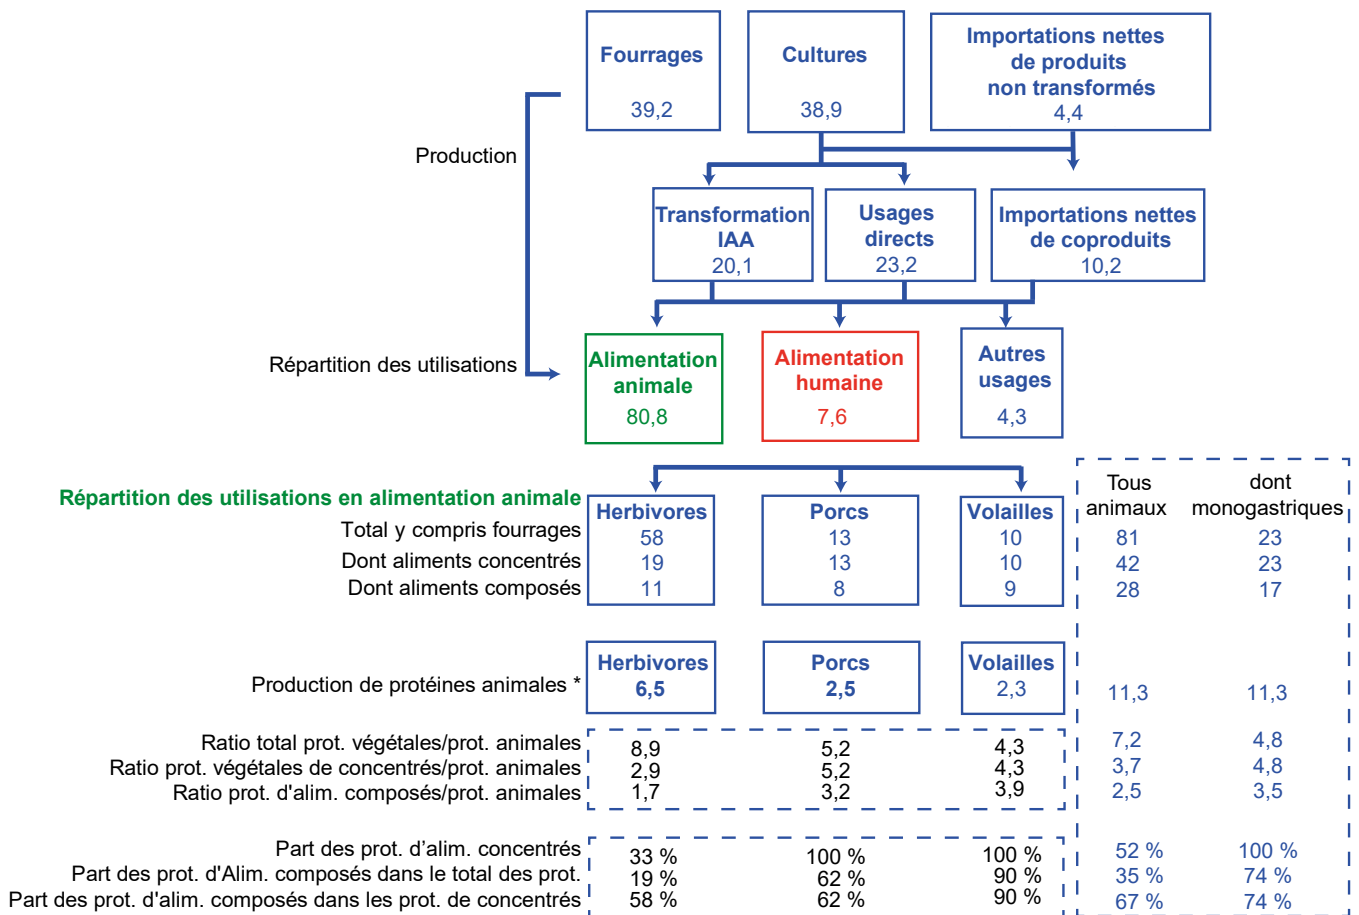 Fourrages
39,2
Cultures
38,9
Importations nettes
de produits
non transformés
4,4
Production
Transformation
IAA
20,1
Usages
directs
23,2
Importations nettes
de coproduits
10,2
Répartition des utilisations
Alimentation
animale
80,8
Alimentation
humaine
7,6
Autres
usages
4,3
Tous
animaux
dont
monogastriques
Répartition des utilisations en alimentation animale
Herbivores Porcs Volailles
Total y compris fourrages 58 13 10 81 23
Dont aliments concentrés 19 13 10 42 23
Dont aliments composés 11 8 9 28 17
Herbivores Porcs Volailles
Production de protéines animales * 6,5 2,5 2,3 11,3 11,3
Ratio total prot. végétales/prot. animales 8,9 5,2 4,3 7,2 4,8
Ratio prot. végétales de concentrés/prot. animales 2,9 5,2 4,3 3,7 4,8
Ratio prot. d'alim. composés/prot. animales 1,7 3,2 3,9 2,5 3,5
Part des prot. d’alim. concentrés 33 % 100 % 100 % 52 % 100 %
Part des prot. d'Alim. composés dans le total des prot. 19 % 62 % 90 % 35 % 74 %
Part des prot. d'alim. composés dans les prot. de concentrés 58 % 62 % 90 % 67 % 74 %